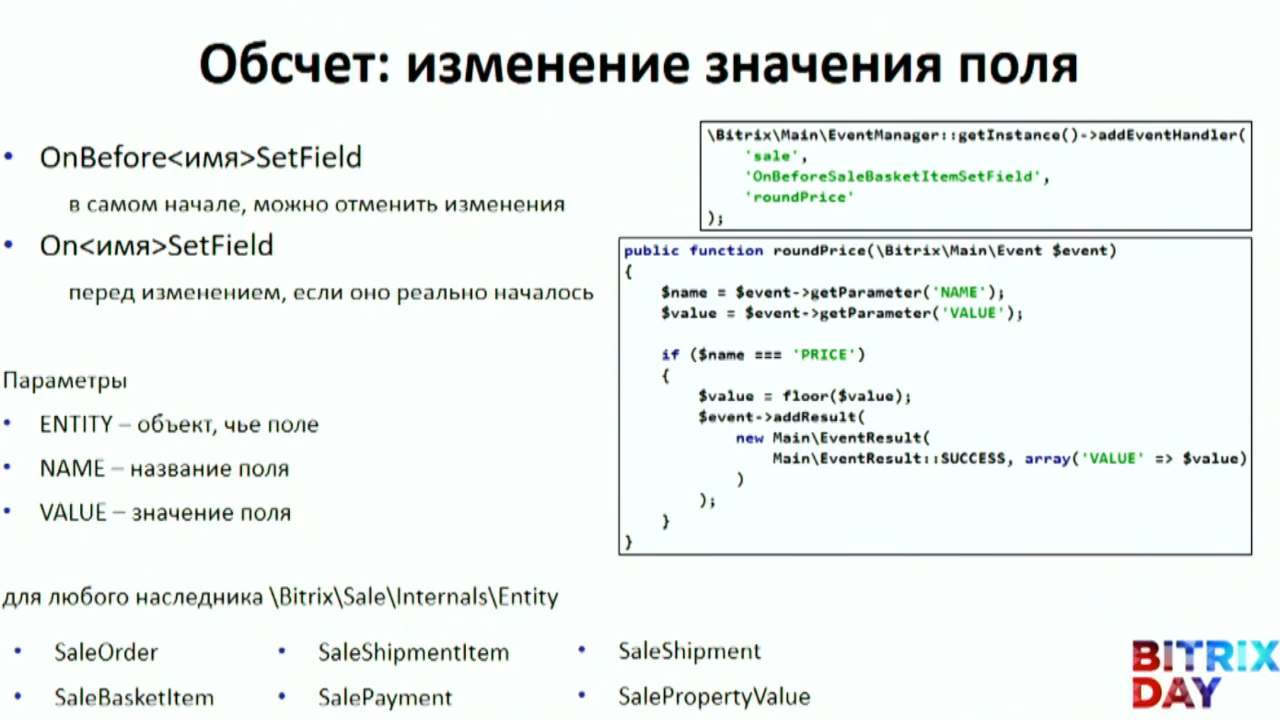 Обсчет: изменение значения поля
• OnBefore<имя>SetField
в самом начале, можно отменить изменения
• On<имя>SetField
перед изменением, если оно реально началось
Параметры
• ENTITY – объект, чье поле
• NAME – название поля
• VALUE – значение поля
для любого наследника \Bitrix\Sale\Internals\Entity
• SaleOrder
• SaleBasketItem
• SaleShipmentItem
• SalePayment
• SaleShipment
• SalePropertyValue
\Bitrix\Main\EventManager::getInstance()->addEventHandler(
'sale',
'OnBeforeSaleBasketItemSetField',
'roundPrice'
);
public function roundPrice(\Bitrix\Main\Event $event)
{
$name = $event->getParameter('NAME');
$value = $event->getParameter('VALUE');
if ($name === 'PRICE')
{
$value = floor($value);
$event->addResult(
new Main\EventResult(
Main\EventResult::SUCCESS, array('VALUE' => $value)
)
);
}
}
BITRIX
DAY